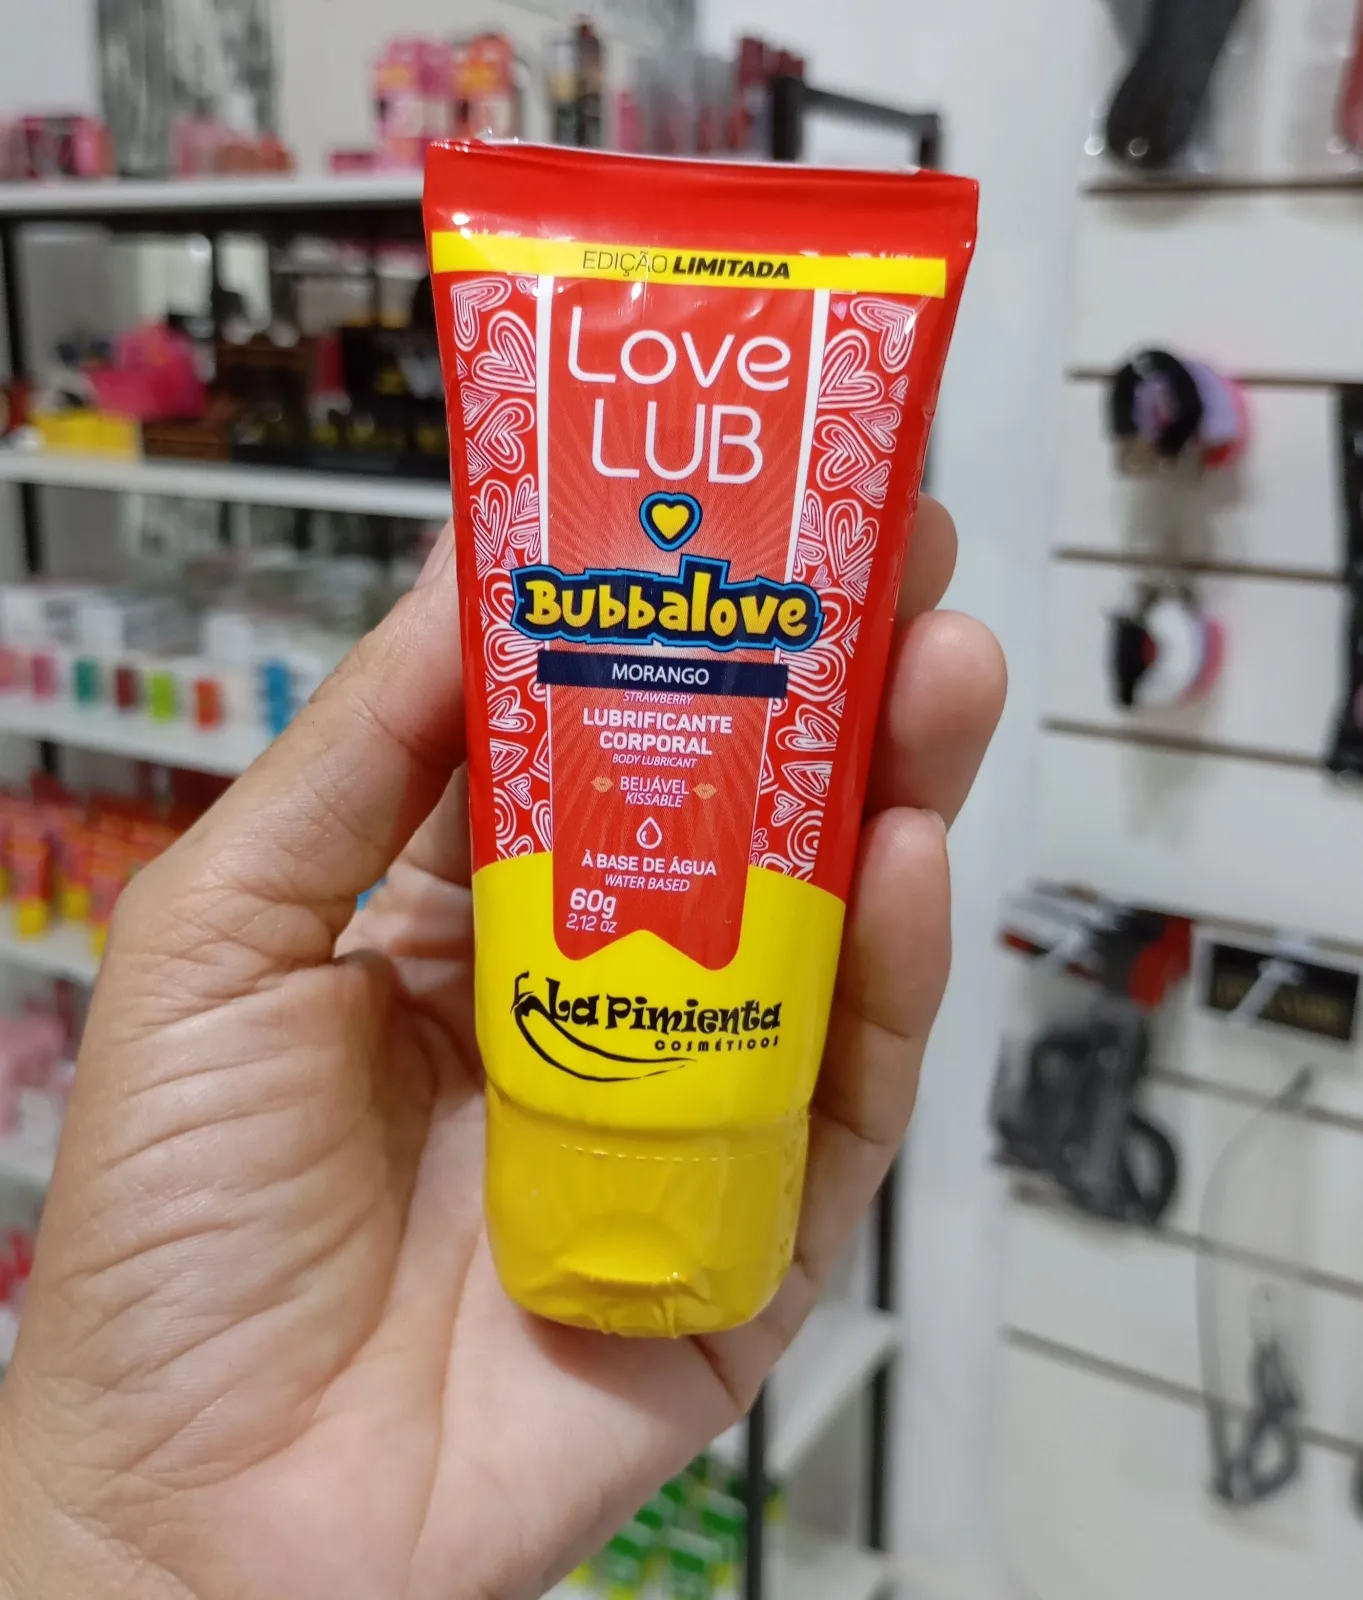 EDIÇÃO LIMITADA
Love
LUB
Bubbalove
MORANGO
STRAWBERRY
LUBRIFICANTE
CORPORAL
BODY LUBRICANT
BEIJÁVEL
KISSABLE
À BASE DE ÁGUA
WATER BASED
60g
2,12 OZ
La Pimienta
COSMÉTICOS